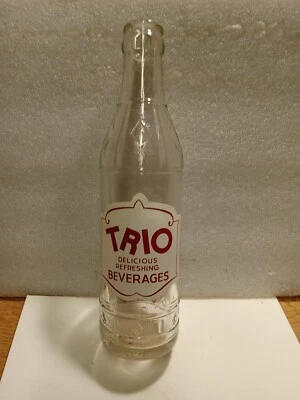 TRIO
DELICIOUS
REFRESHING
BEVERAGES